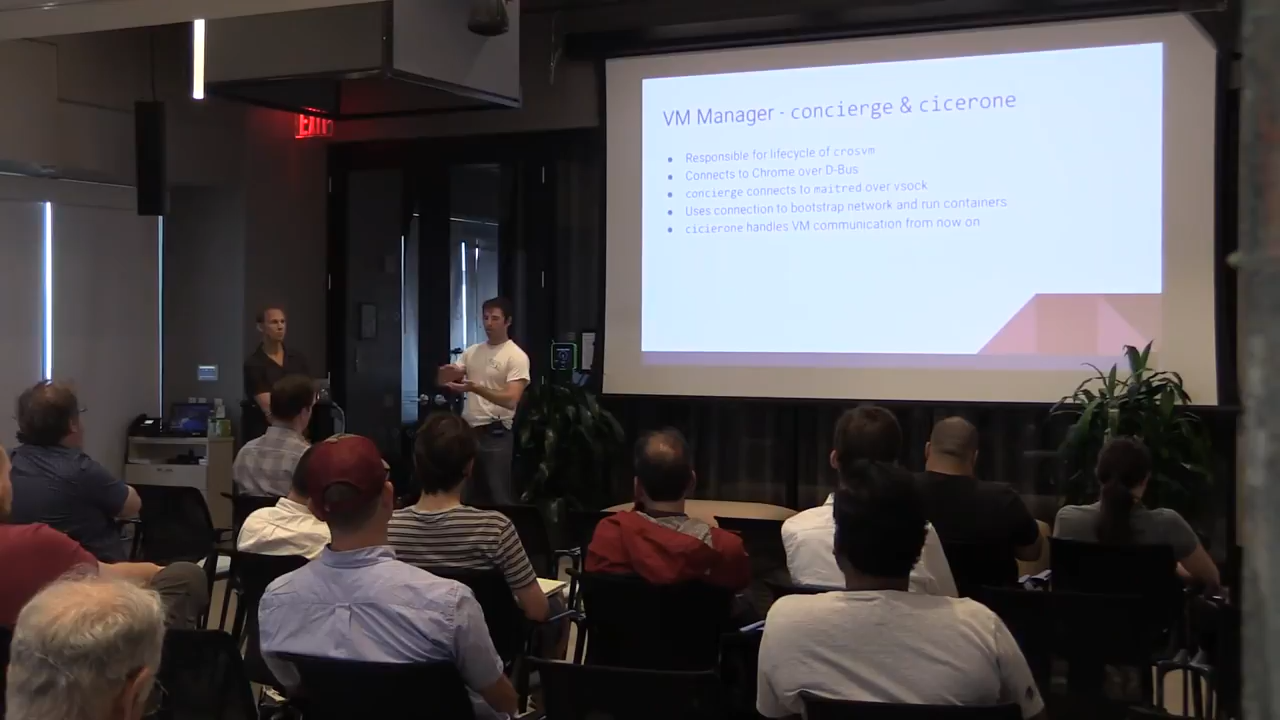 EXIT
VM Manager - concierge & cicerone
● Responsible for lifecycle of crosvm
● Connects to Chrome over D-Bus
● concierge connects to maitred over vsock
● Uses connection to bootstrap network and run containers
● cicierone handles VM communication from now on